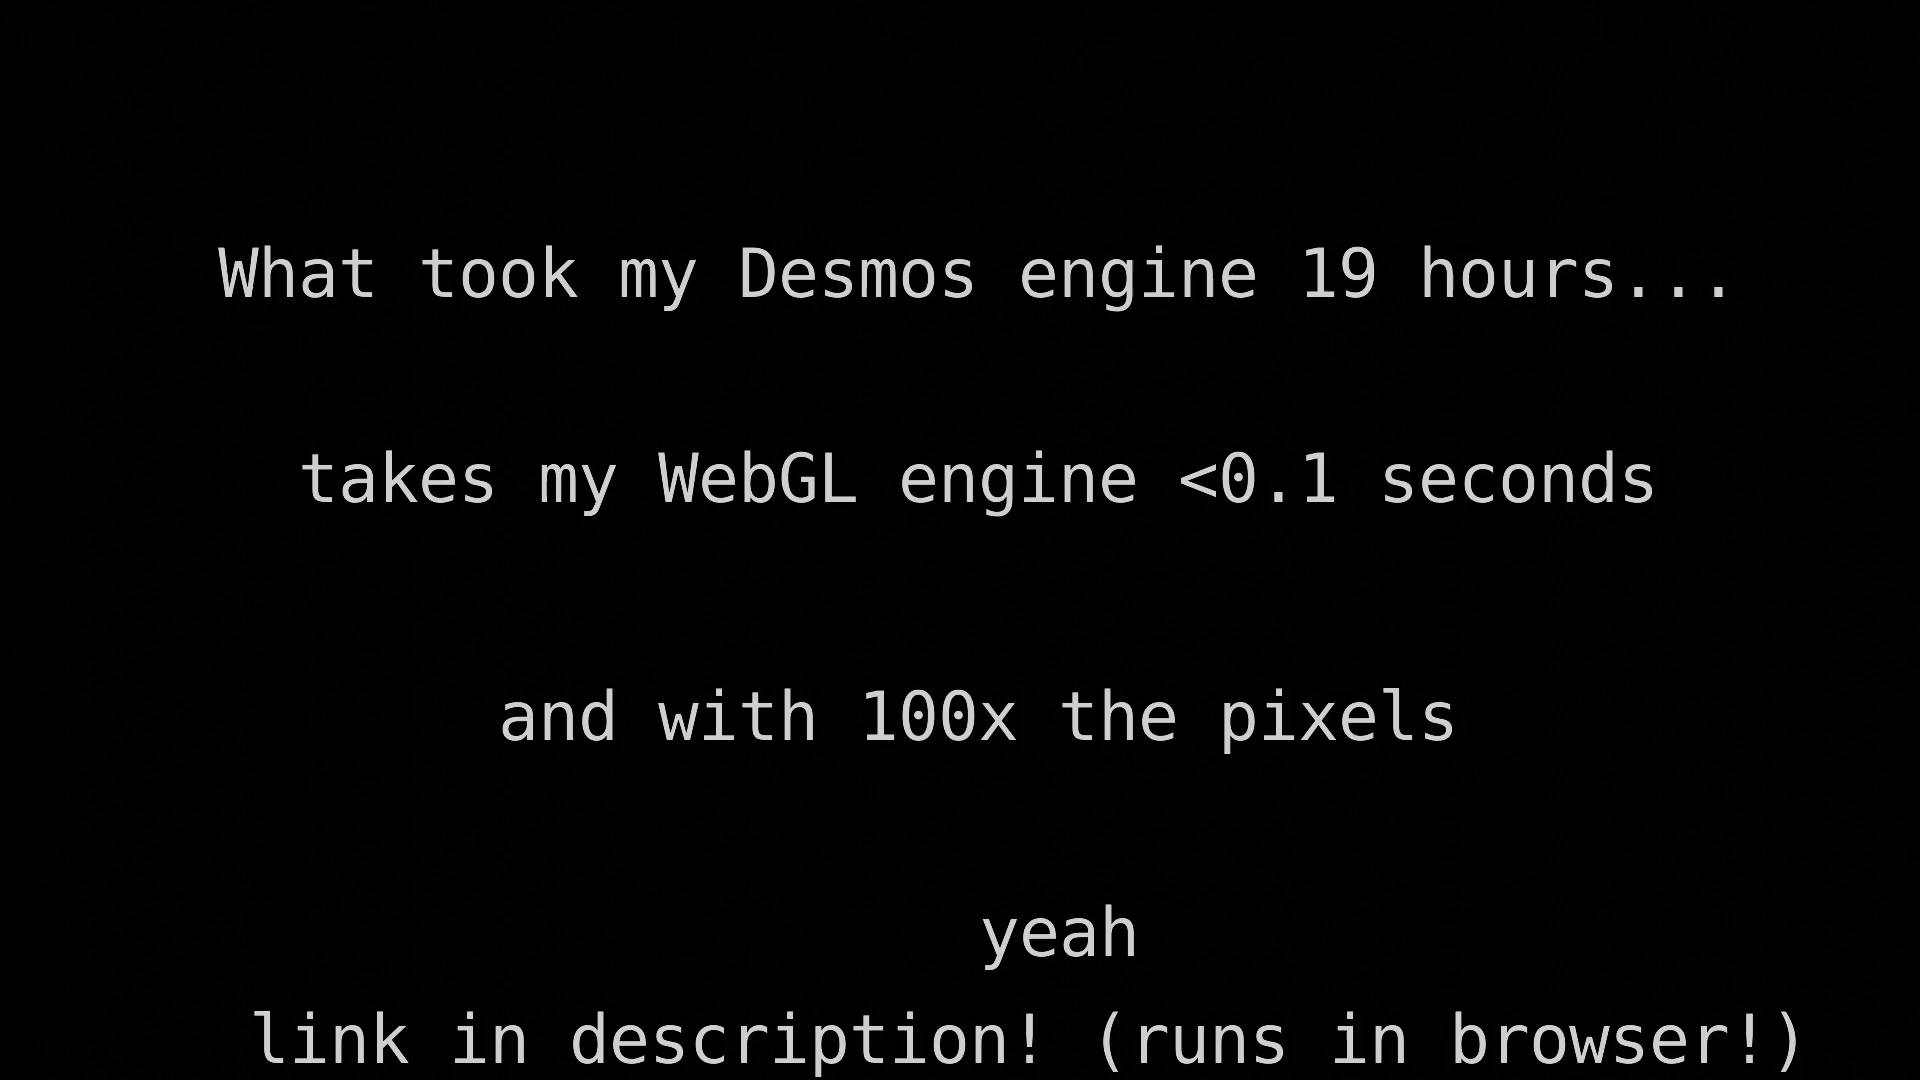 What took my Desmos engine 19 hours...
takes my WebGL engine <0.1 seconds
and with 100x the pixels
yeah
link in description! (runs in browser!)